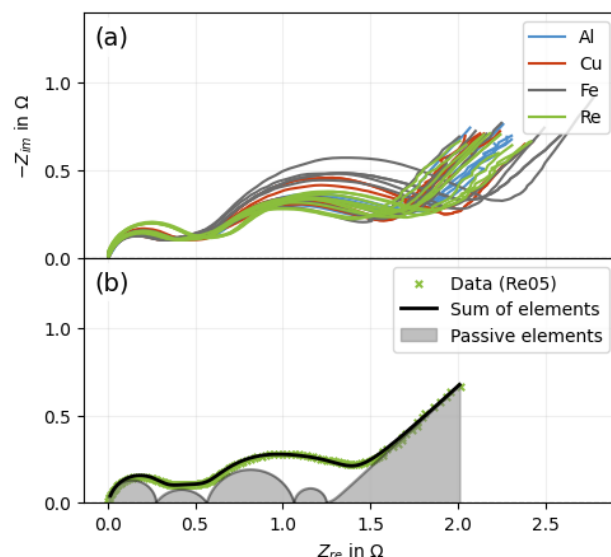 (a)
Al
Cu
Fe
Re
1.0
0.5
0.0
−Z_im in Ω
(b)
Data (Re05)
Sum of elements
Passive elements
1.0
0.5
0.0
0.0 0.5 1.0 1.5 2.0 2.5
Z_re in Ω